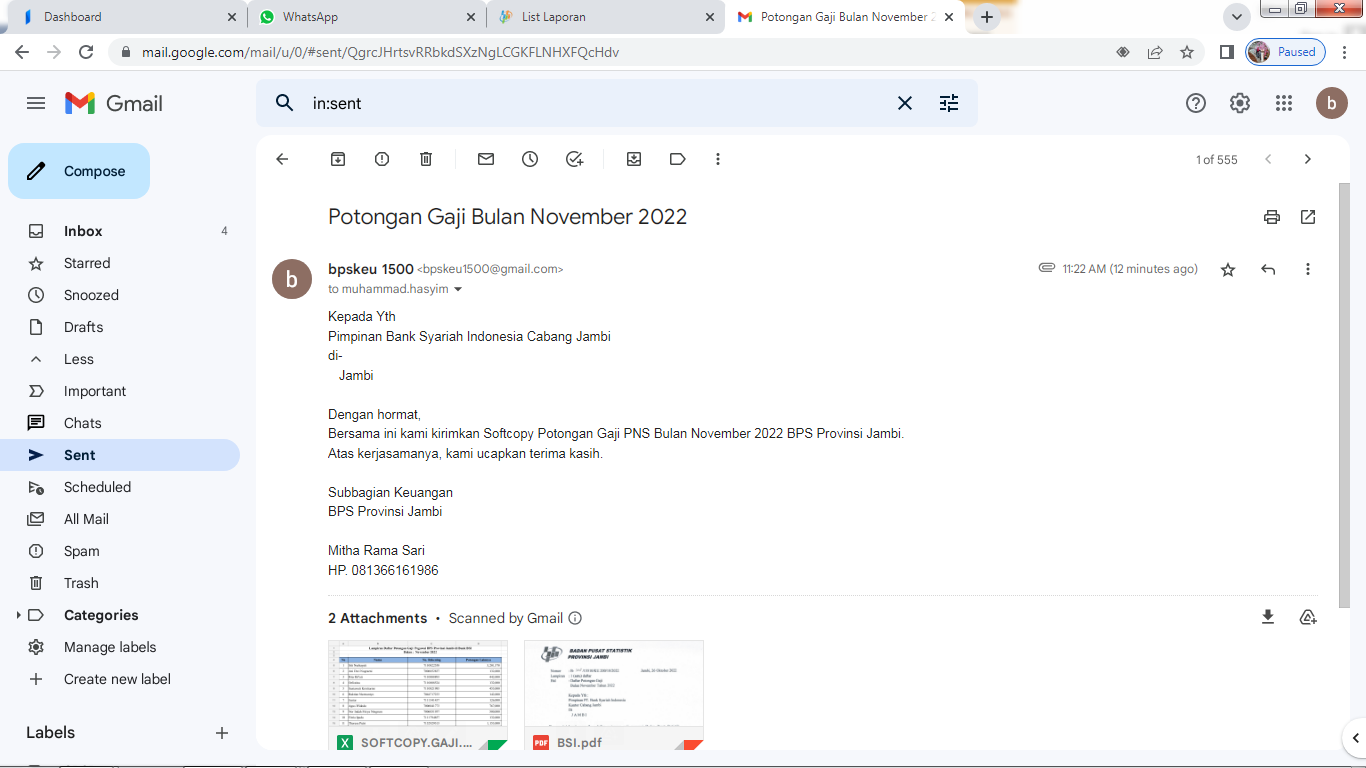 Dashboard
WhatsApp
List Laporan
Potongan Gaji Bulan November 2
mail.google.com/mail/u/0/#sent/QgrcJHrtsvRRbkdSXzNgLCGKFLNHXFQcHdv
Paused
Gmail
in:sent
b
Compose
1 of 555
Inbox
4
Starred
Snoozed
Drafts
Less
Important
Chats
Sent
Scheduled
All Mail
Spam
Trash
Categories
Manage labels
Create new label
Labels
Potongan Gaji Bulan November 2022
b
bpskeu 1500 <bpskeu1500@gmail.com>
11:22 AM (12 minutes ago)
to muhammad.hasyim
Kepada Yth
Pimpinan Bank Syariah Indonesia Cabang Jambi
di-
Jambi
Dengan hormat,
Bersama ini kami kirimkan Softcopy Potongan Gaji PNS Bulan November 2022 BPS Provinsi Jambi.
Atas kerjasamanya, kami ucapkan terima kasih.
Subbagian Keuangan
BPS Provinsi Jambi
Mitha Rama Sari
HP. 081366161986
2 Attachments • Scanned by Gmail
BADAN PUSAT STATISTIK
PROVINSI JAMBI
X SOFTCOPY.GAJI....
PDF BSI.pdf